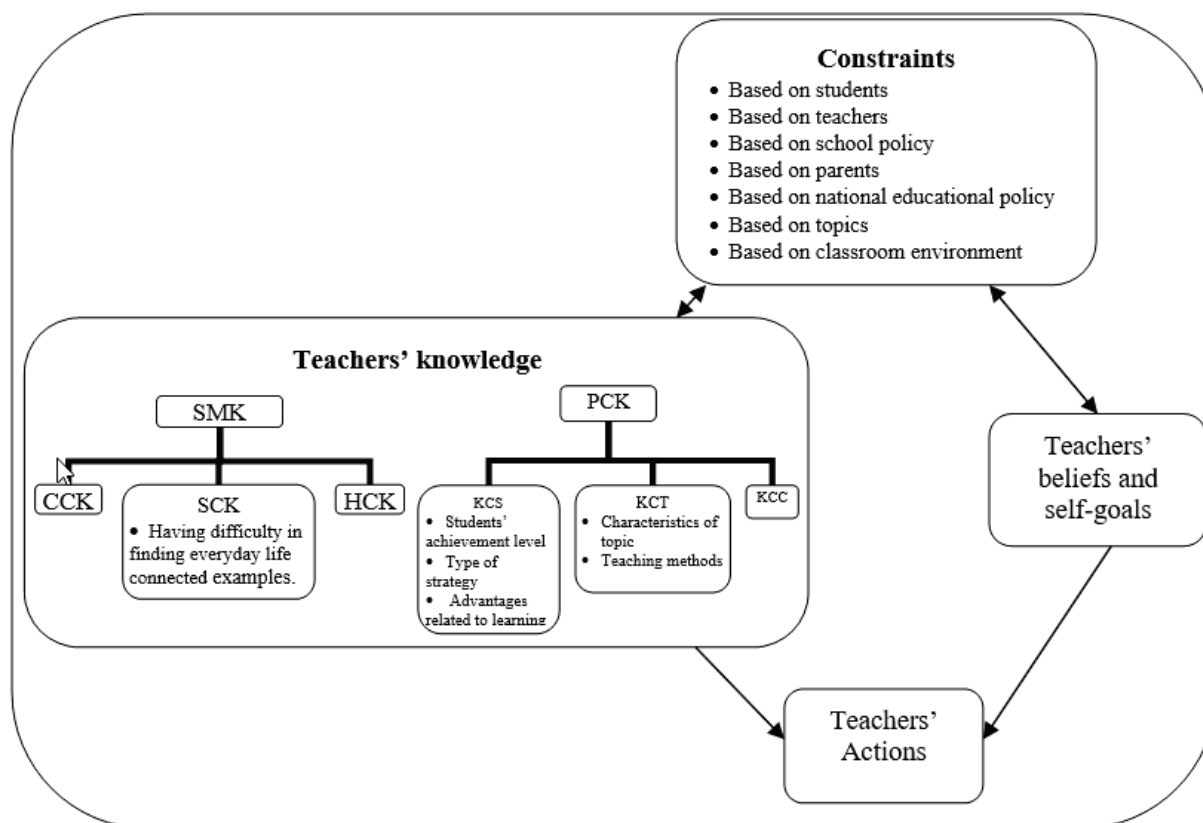 Constraints
• Based on students
• Based on teachers
• Based on school policy
• Based on parents
• Based on national educational policy
• Based on topics
• Based on classroom environment
Teachers’ knowledge
SMK
CCK
SCK
• Having difficulty in
finding everyday life
connected examples.
HCK
PCK
KCS
• Students’
achievement level
• Type of
strategy
• Advantages
related to learning
KCT
• Characteristics of
topic
• Teaching methods
KCC
Teachers’
beliefs and
self-goals
Teachers’
Actions